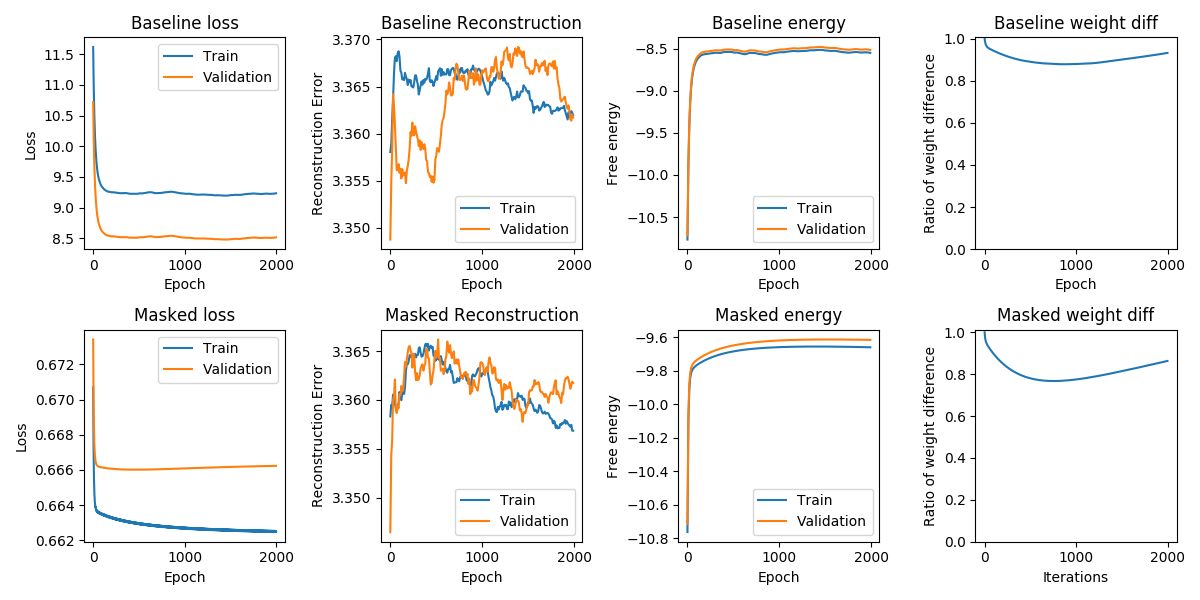 Baseline loss
Loss
11.5
11.0
10.5
10.0
9.5
9.0
8.5
Train
Validation
0 1000 2000
Epoch
Baseline Reconstruction
Reconstruction Error
3.370
3.365
3.360
3.355
3.350
Train
Validation
0 1000 2000
Epoch
Baseline energy
Free energy
−8.5
−9.0
−9.5
−10.0
−10.5
Train
Validation
0 1000 2000
Epoch
Baseline weight diff
Ratio of weight difference
1.0
0.8
0.6
0.4
0.2
0.0
0 1000 2000
Epoch
Masked loss
Loss
0.672
0.670
0.668
0.666
0.664
0.662
Train
Validation
0 1000 2000
Epoch
Masked Reconstruction
Reconstruction Error
3.365
3.360
3.355
3.350
Train
Validation
0 1000 2000
Epoch
Masked energy
Free energy
−9.6
−9.8
−10.0
−10.2
−10.4
−10.6
−10.8
Train
Validation
0 1000 2000
Epoch
Masked weight diff
Ratio of weight difference
1.0
0.8
0.6
0.4
0.2
0.0
0 1000 2000
Iterations